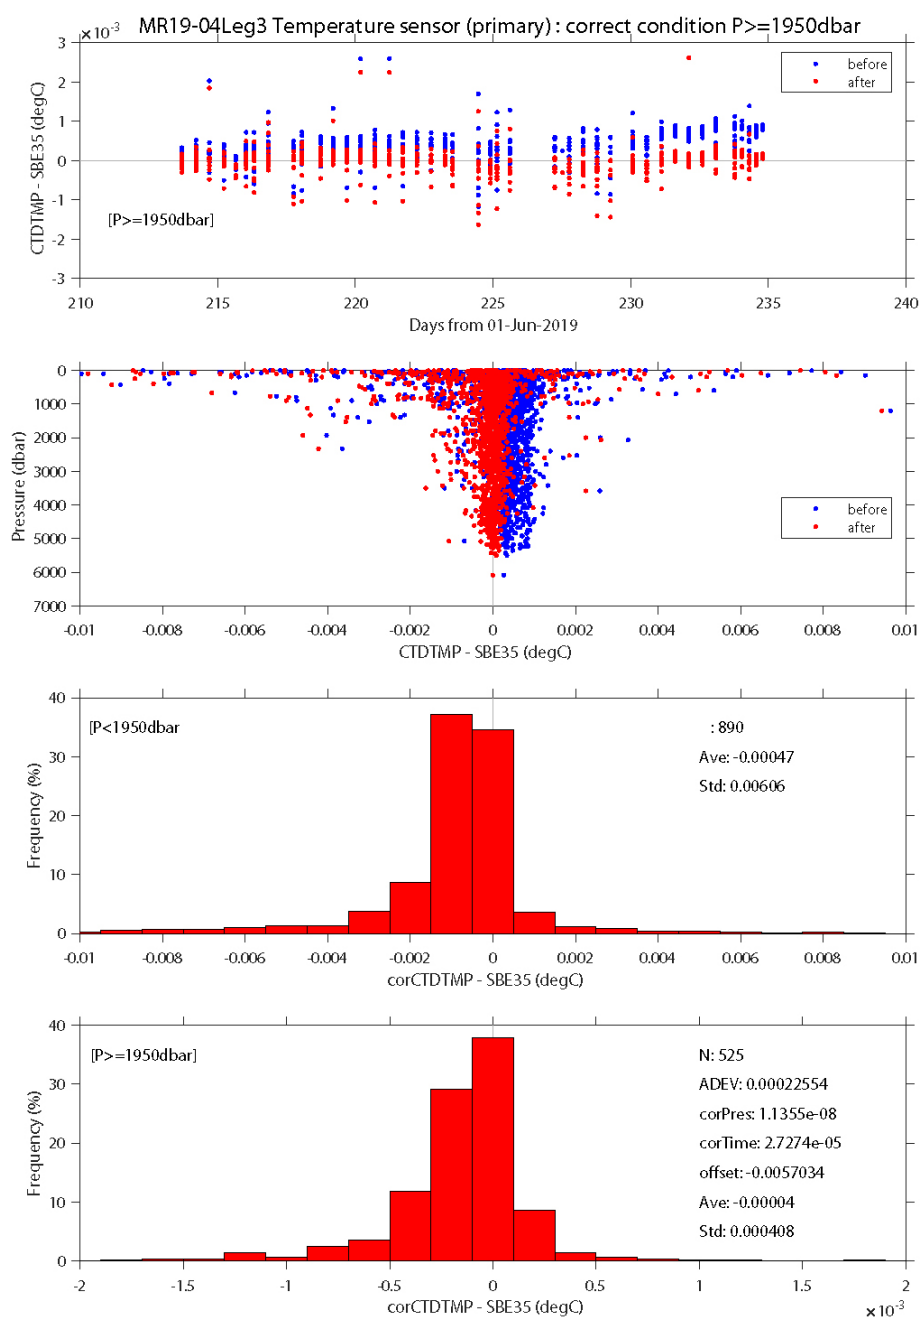 MR19-04Leg3 Temperature sensor (primary) : correct condition P>=1950dbar
×10⁻³
3
2
1
0
-1
-2
-3
CTDTMP - SBE35 (degC)
before
after
[P>=1950dbar]
210 215 220 225 230 235 240
Days from 01-Jun-2019
0
1000
2000
3000
4000
5000
6000
7000
Pressure (dbar)
before
after
-0.01 -0.008 -0.006 -0.004 -0.002 0 0.002 0.004 0.006 0.008 0.01
CTDTMP - SBE35 (degC)
40
30
20
10
0
Frequency (%)
[P<1950dbar
: 890
Ave: -0.00047
Std: 0.00606
-0.01 -0.008 -0.006 -0.004 -0.002 0 0.002 0.004 0.006 0.008 0.01
corCTDTMP - SBE35 (degC)
40
30
20
10
0
Frequency (%)
[P>=1950dbar]
N: 525
ADEV: 0.00022554
corPres: 1.1355e-08
corTime: 2.7274e-05
offset: -0.0057034
Ave: -0.00004
Std: 0.000408
-2 -1.5 -1 -0.5 0 0.5 1 1.5 2
corCTDTMP - SBE35 (degC)
×10⁻³